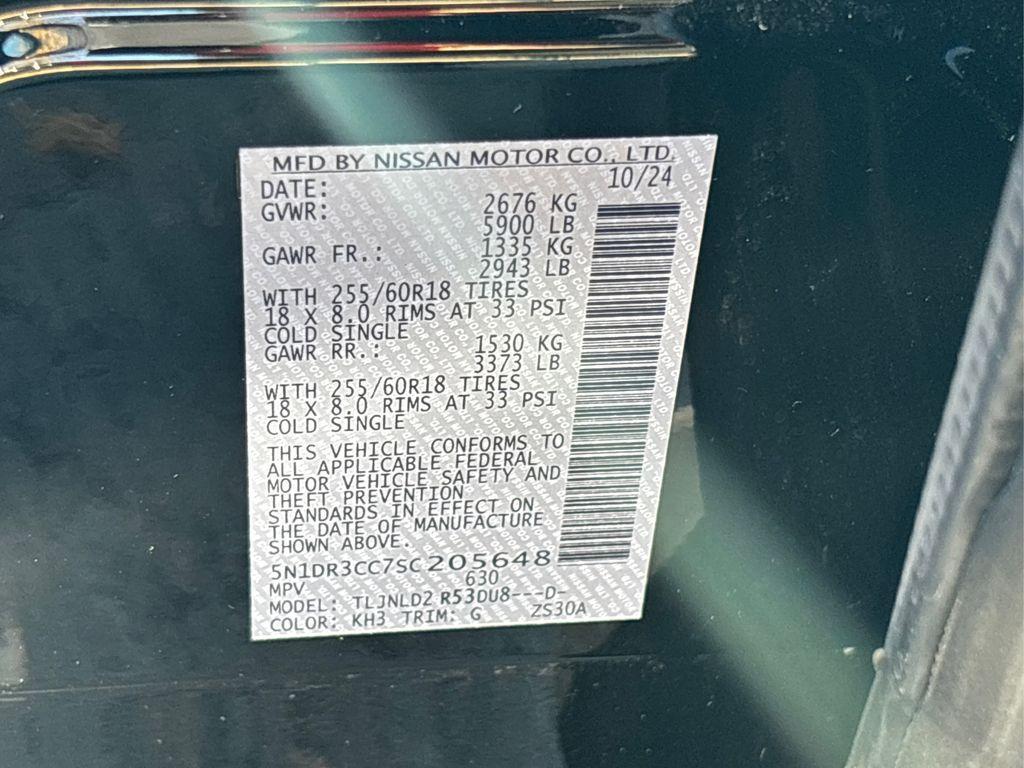 MFD BY NISSAN MOTOR CO., LTD.
DATE: 10/24
GVWR: 2676 KG
5900 LB
GAWR FR.: 1335 KG
2943 LB
WITH 255/60R18 TIRES
18 X 8.0 RIMS AT 33 PSI
COLD SINGLE
GAWR RR.: 1530 KG
3373 LB
WITH 255/60R18 TIRES
18 X 8.0 RIMS AT 33 PSI
COLD SINGLE
THIS VEHICLE CONFORMS TO
ALL APPLICABLE FEDERAL
MOTOR VEHICLE SAFETY AND
THEFT PREVENTION
STANDARDS IN EFFECT ON
THE DATE OF MANUFACTURE
SHOWN ABOVE.
5N1DR3CC7SC205648
MPV 630
MODEL: TLJNLD2 R53DU8---D-
COLOR: KH3 TRIM: G ZS30A